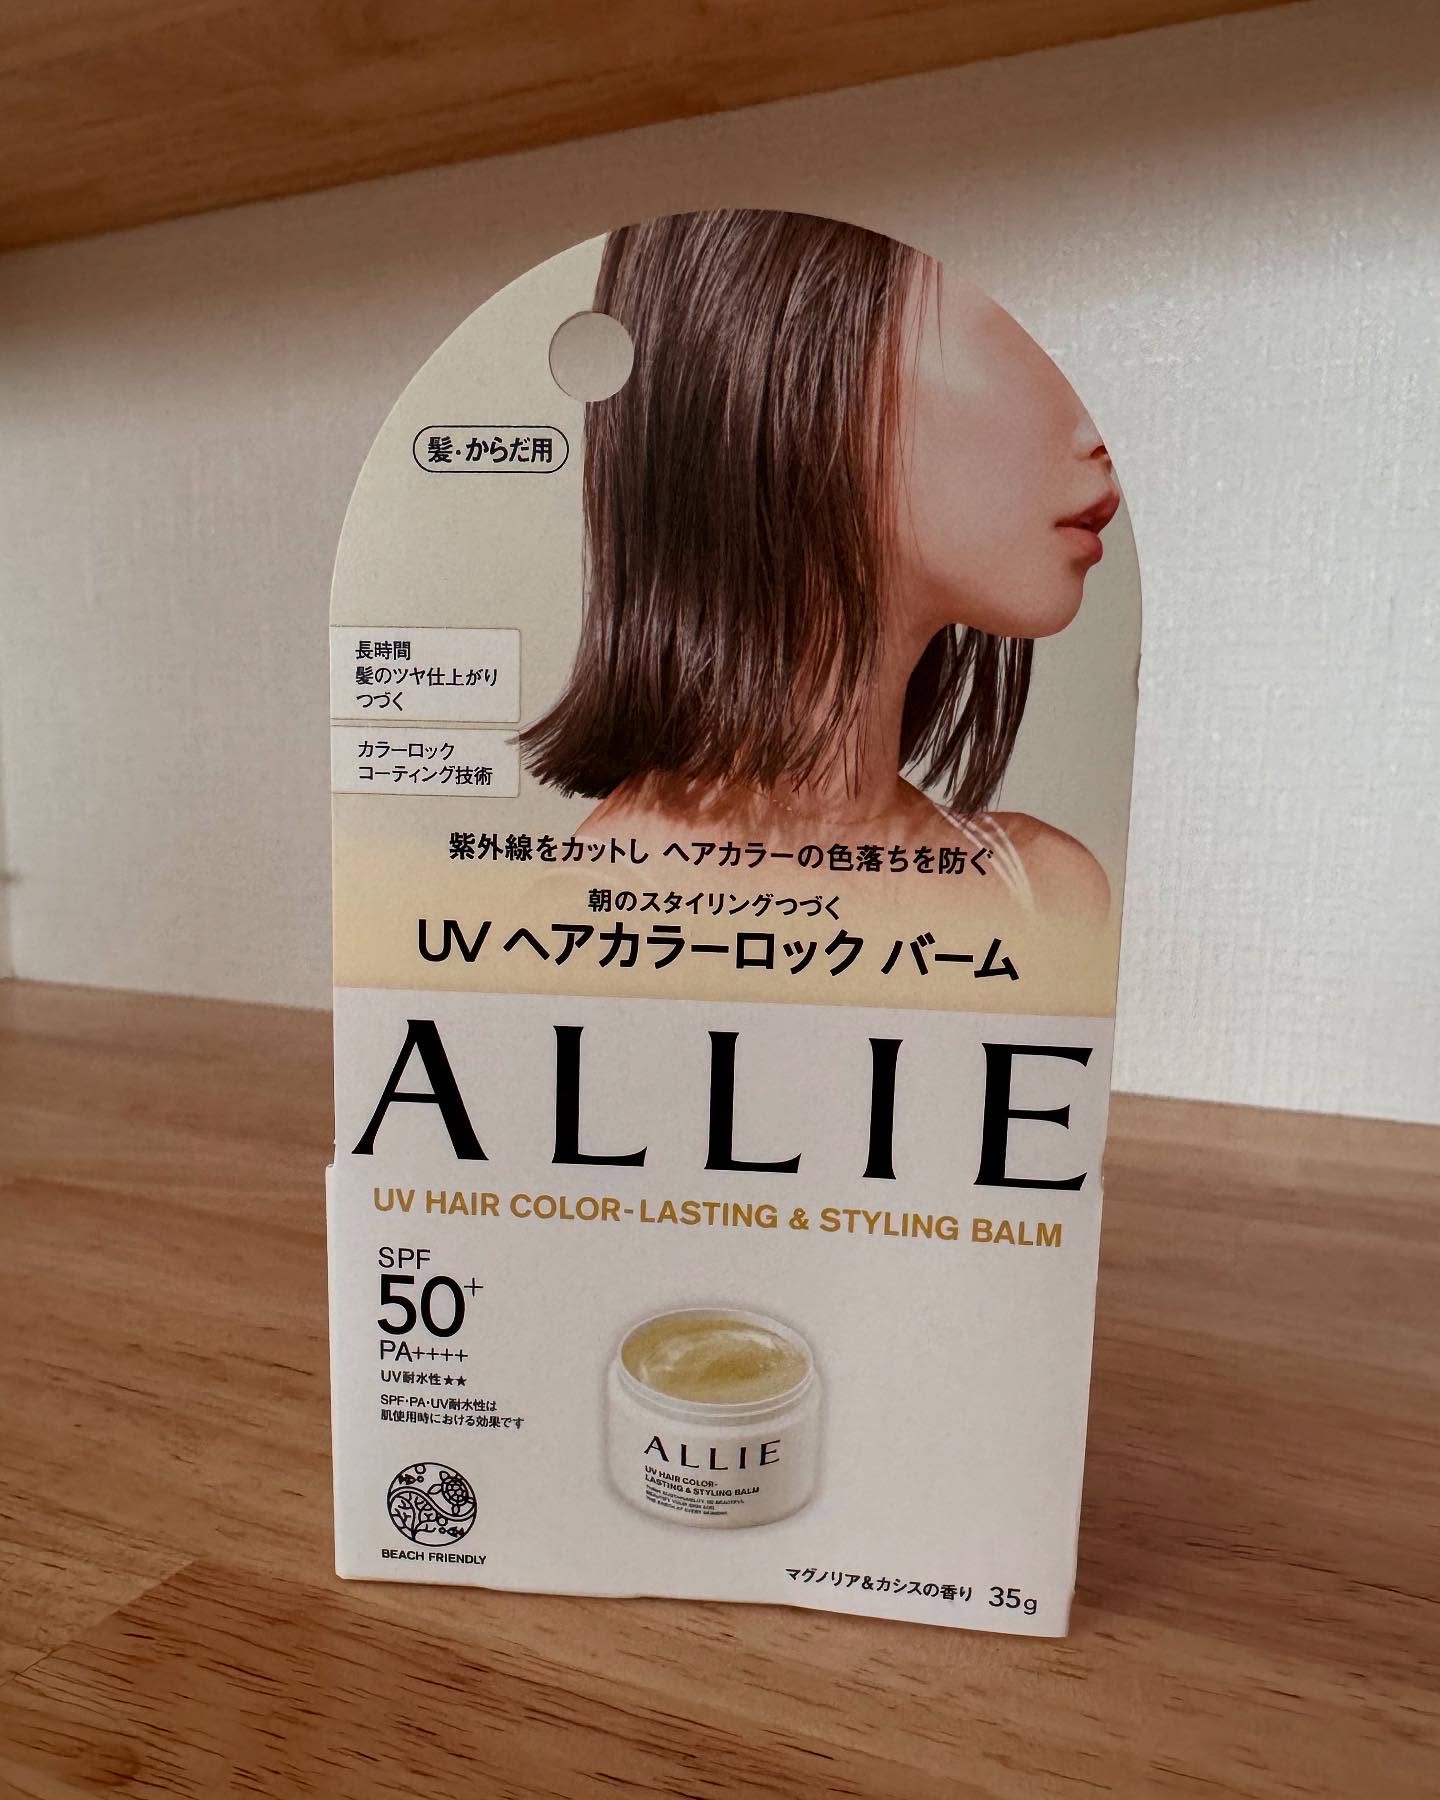 髪・からだ用
長時間
髪のツヤ仕上がり
つづく
カラーロック
コーティング技術
紫外線をカットし ヘアカラーの色落ちを防ぐ
朝のスタイリングつづく
UV ヘアカラーロック バーム
ALLIE
UV HAIR COLOR-LASTING & STYLING BALM
SPF
50+
PA++++
UV耐水性★★
SPF・PA・UV耐水性は
肌使用時における効果です
BEACH FRIENDLY
ALLIE
UV HAIR COLOR-
LASTING & STYLING BALM
マグノリア&カシスの香り 35g